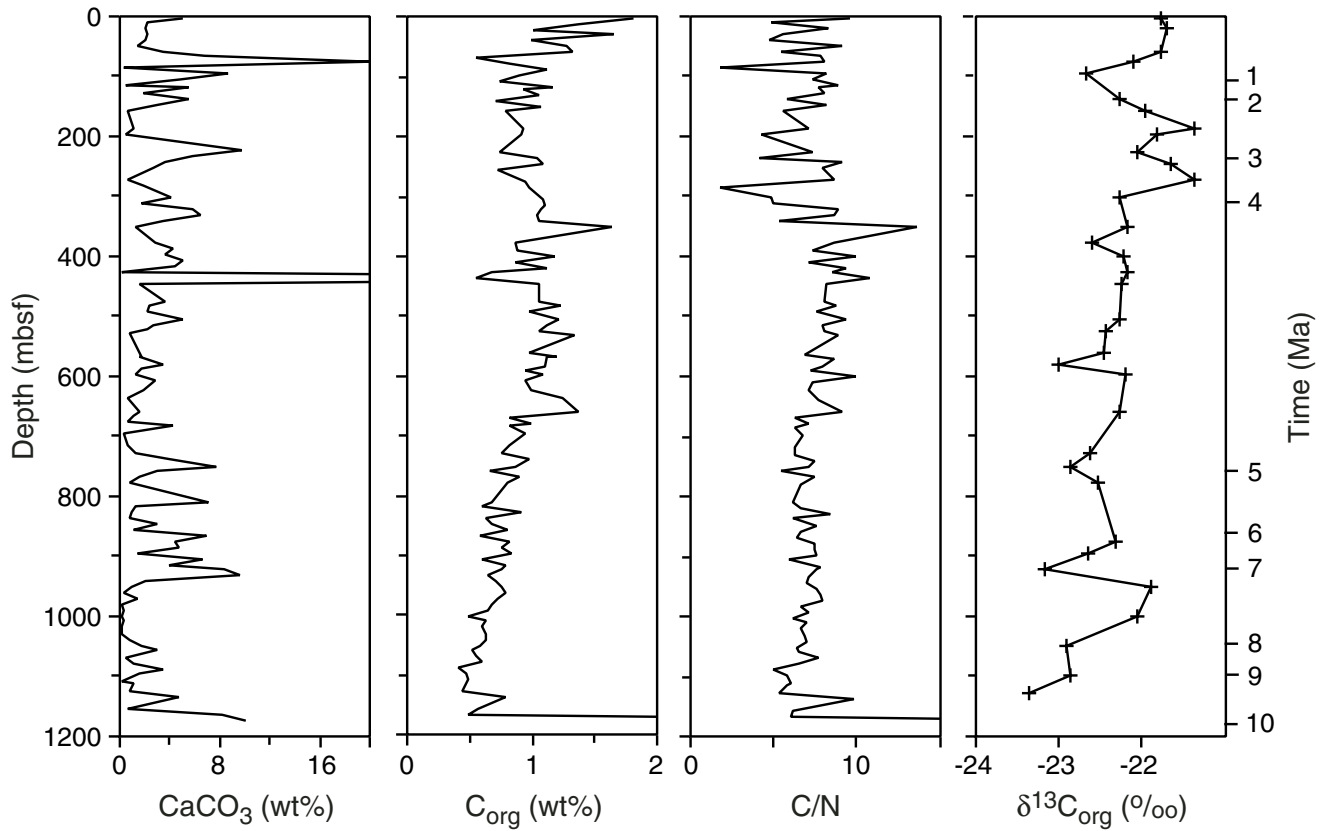 0
200
400
600
800
1000
1200
Depth (mbsf)
0 8 16
CaCO3 (wt%)
0 1 2
Corg (wt%)
0 10
C/N
-24 -23 -22
δ13Corg (o/oo)
1
2
3
4
5
6
7
8
9
10
Time (Ma)